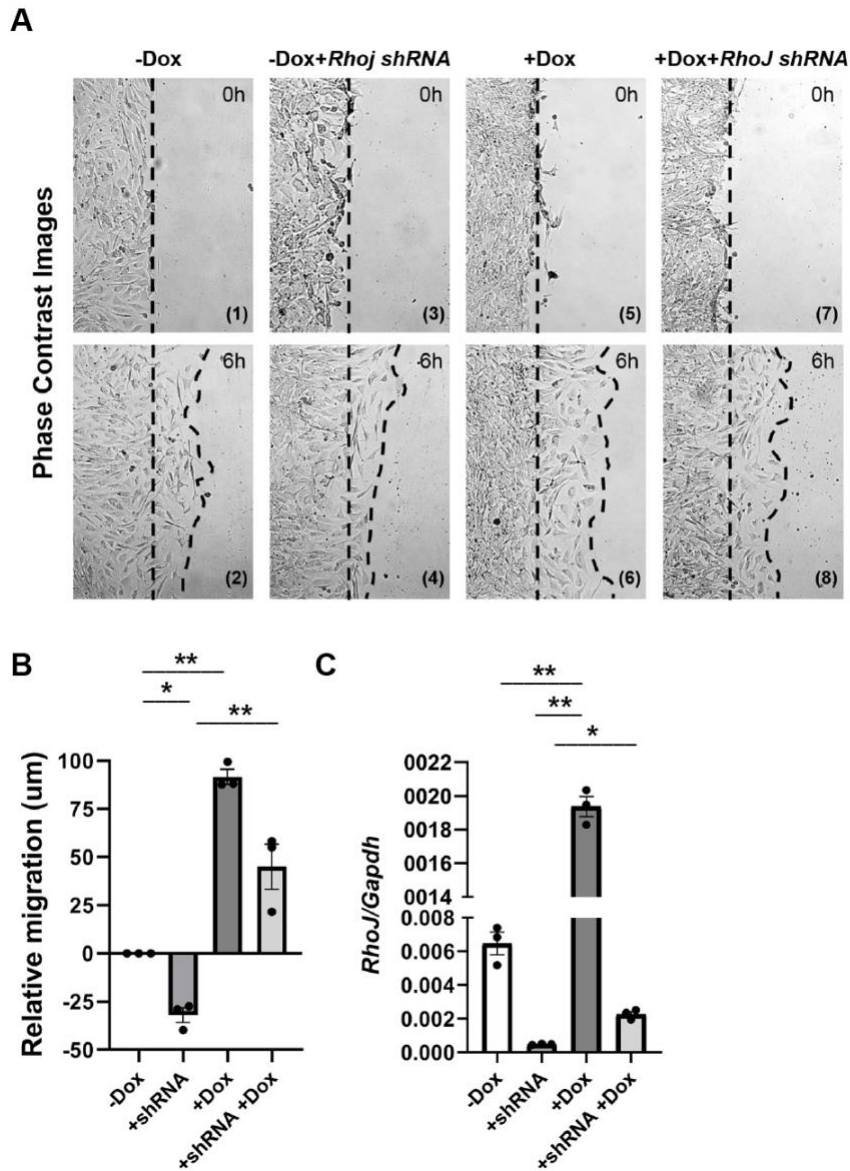 A
-Dox
-Dox+Rhoj shRNA
+Dox
+Dox+RhoJ shRNA
Phase Contrast Images
0h
0h
0h
0h
(1)
(3)
(5)
(7)
6h
6h
6h
6h
(2)
(4)
(6)
(8)
B
**
*
**
Relative migration (um)
100
75
50
25
0
-25
-50
-Dox
+shRNA
+Dox
+shRNA +Dox
C
**
**
*
RhoJ/Gapdh
0022
0020
0018
0016
0014
0.008
0.006
0.004
0.002
0.000
-Dox
+shRNA
+Dox
+shRNA +Dox